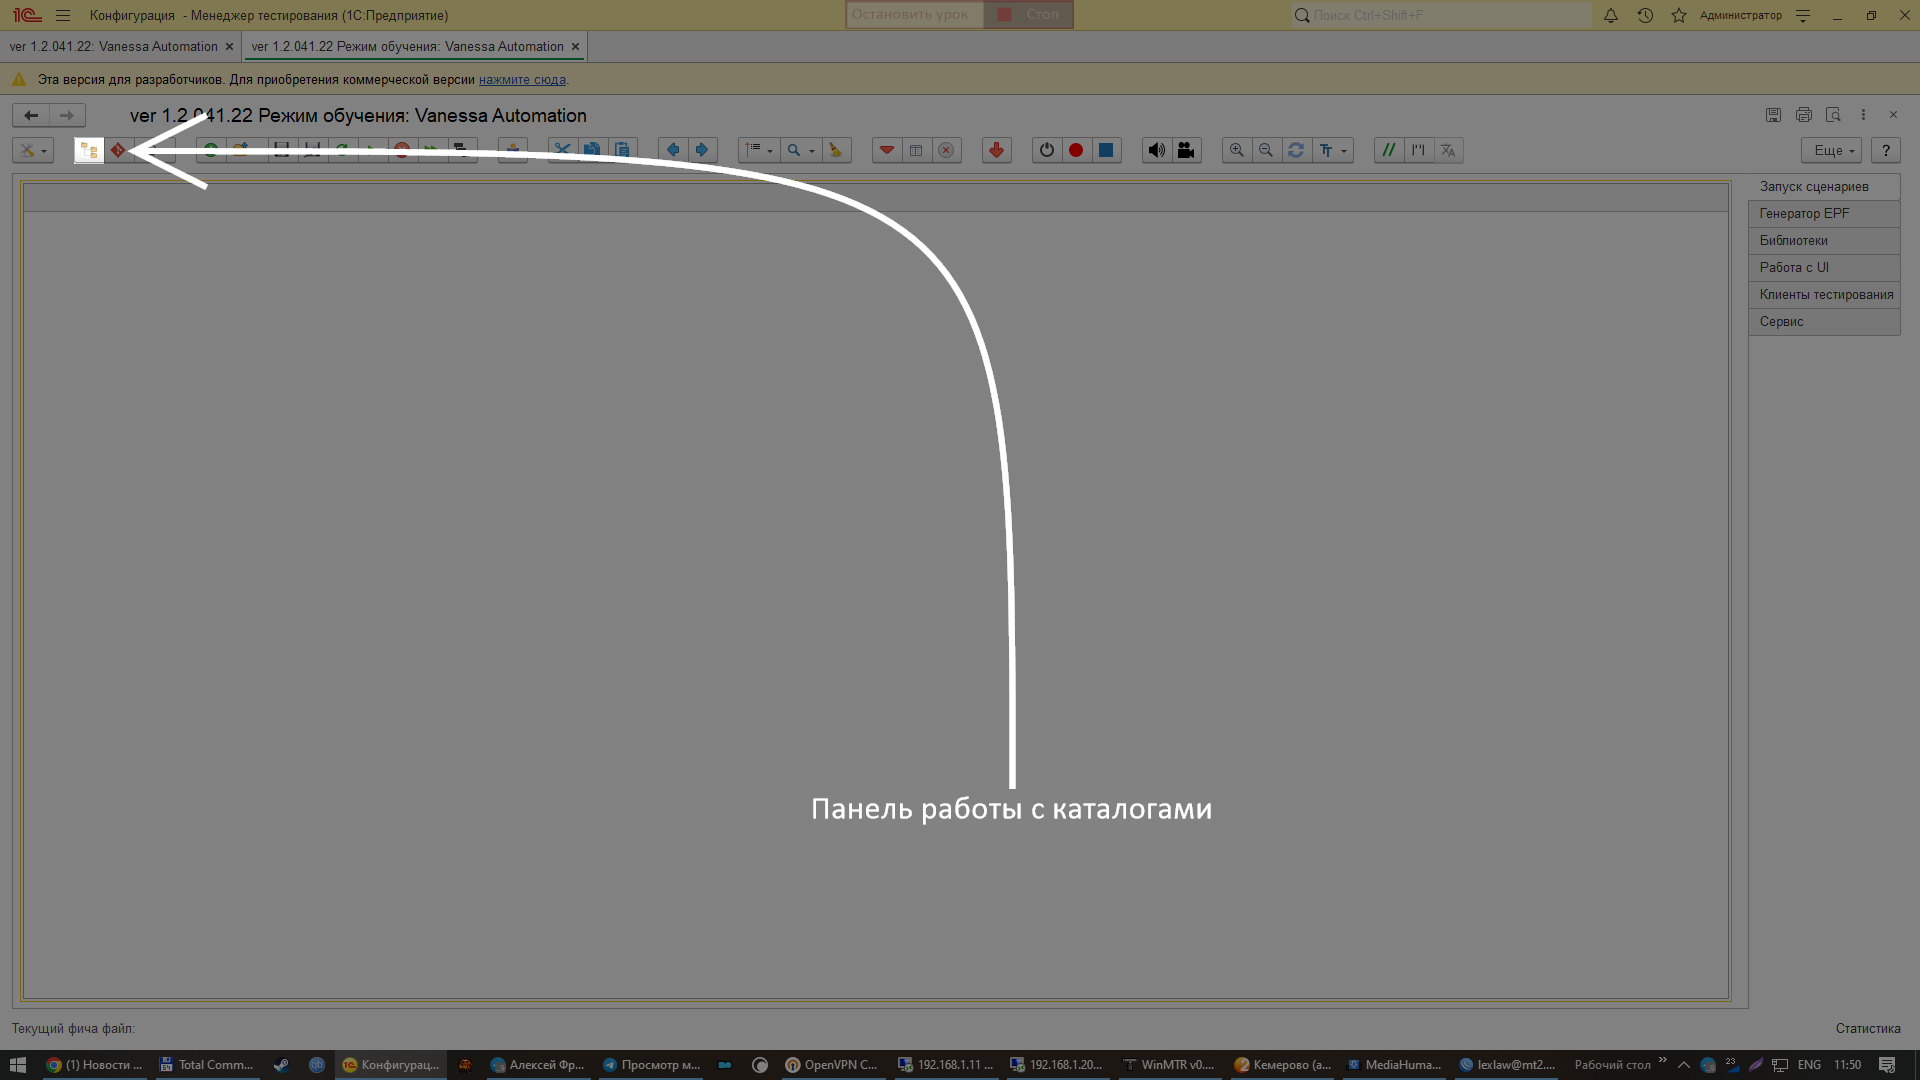 Конфигурация - Менеджер тестирования (1С:Предприятие)
Остановить урок
Стоп
Поиск Ctrl+Shift+F
Администратор
ver 1.2.041.22: Vanessa Automation
ver 1.2.041.22 Режим обучения: Vanessa Automation
Эта версия для разработчиков. Для приобретения коммерческой версии нажмите сюда.
ver 1.2.041.22 Режим обучения: Vanessa Automation
Еще
?
Запуск сценариев
Генератор EPF
Библиотеки
Работа с UI
Клиенты тестирования
Сервис
Панель работы с каталогами
Текущий фича файл:
Статистика
(1) Новости ...
Total Comm...
Конфигурац...
Алексей Фр...
Просмотр м...
OpenVPN C...
192.168.1.11 ...
192.168.1.20...
WinMTR v0....
Кемерово (а...
MediaHuma...
lexlaw@mt2....
Рабочий стол
23
ENG
11:50